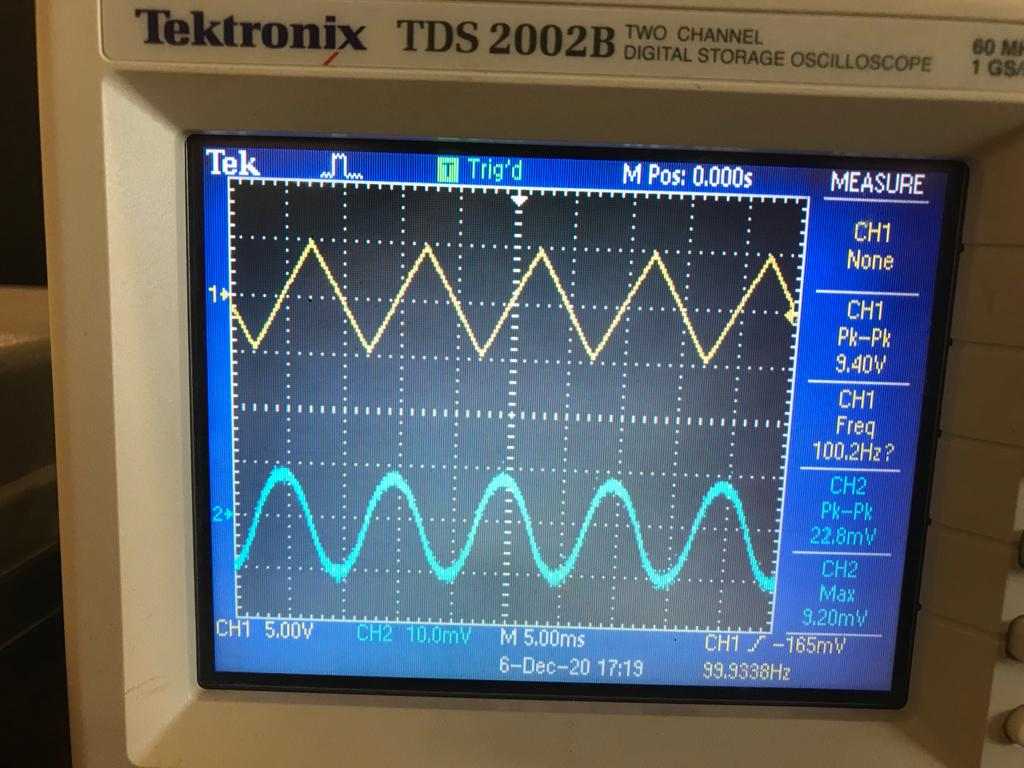 Tektronix TDS 2002B TWO CHANNEL
DIGITAL STORAGE OSCILLOSCOPE
60
1 GS/
Tek T Trig'd M Pos: 0.000s MEASURE
CH1
None
1
CH1
Pk-Pk
9.40V
CH1
Freq
100.2Hz?
CH2
Pk-Pk
22.8mV
2
CH2
Max
9.20mV
CH1 5.00V CH2 10.0mV M 5.00ms CH1 -165mV
6-Dec-20 17:19 99.9338Hz